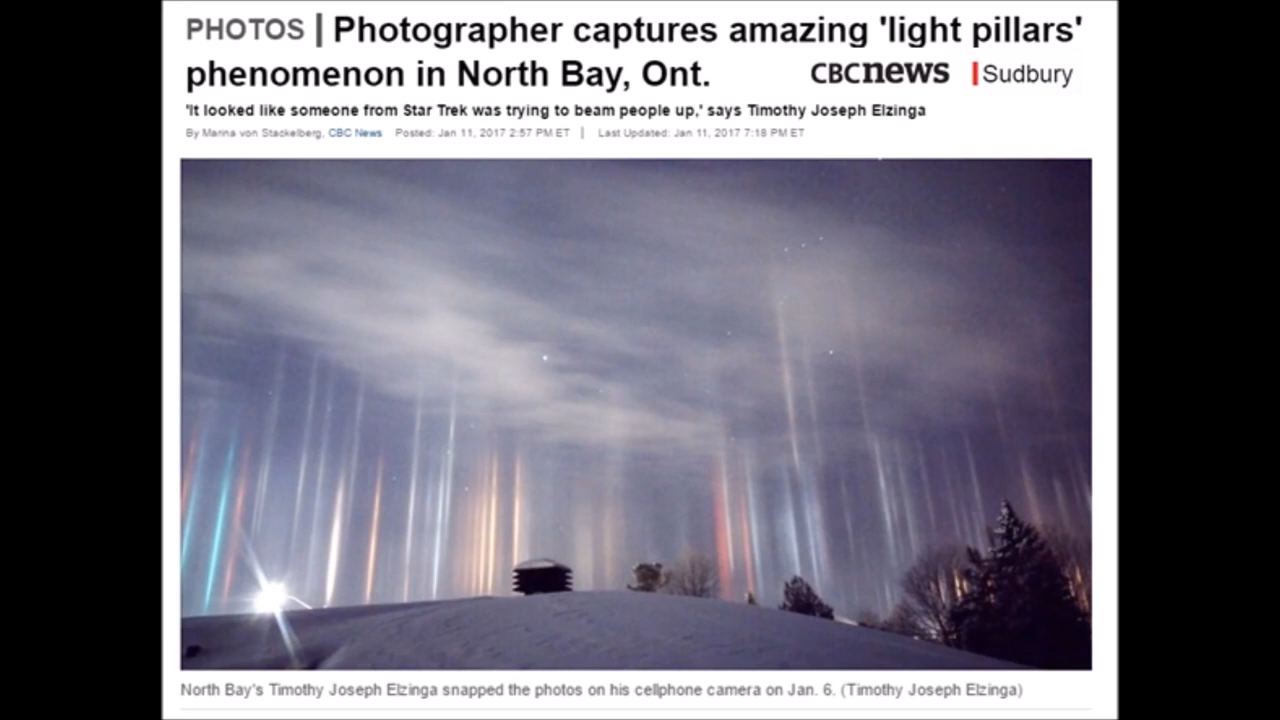 PHOTOS | Photographer captures amazing 'light pillars'
phenomenon in North Bay, Ont.
CBCnews | Sudbury
'It looked like someone from Star Trek was trying to beam people up,' says Timothy Joseph Elzinga
By Marina von Stackelberg, CBC News Posted: Jan 11, 2017 2:57 PM ET | Last Updated: Jan 11, 2017 7:18 PM ET
North Bay's Timothy Joseph Elzinga snapped the photos on his cellphone camera on Jan. 6. (Timothy Joseph Elzinga)